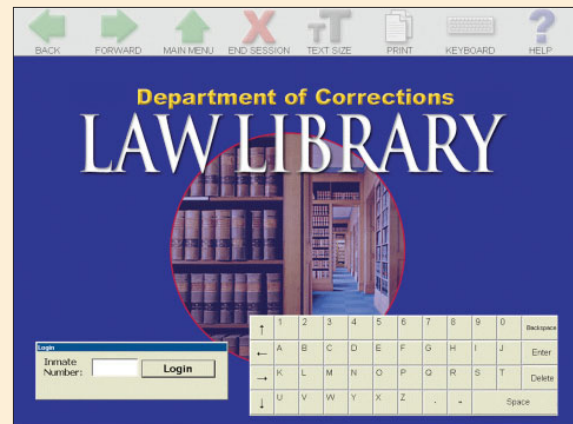 BACK FORWARD MAIN MENU END SESSION TEXT SIZE PRINT KEYBOARD HELP
Department of Corrections
LAW LIBRARY
Login
Inmate
Number:
Login
↑ 1 2 3 4 5 6 7 8 9 0 Backspace
← A B C D E F G H I J Enter
→ K L M N O P Q R S T Delete
↓ U V W Y X Z . - Space